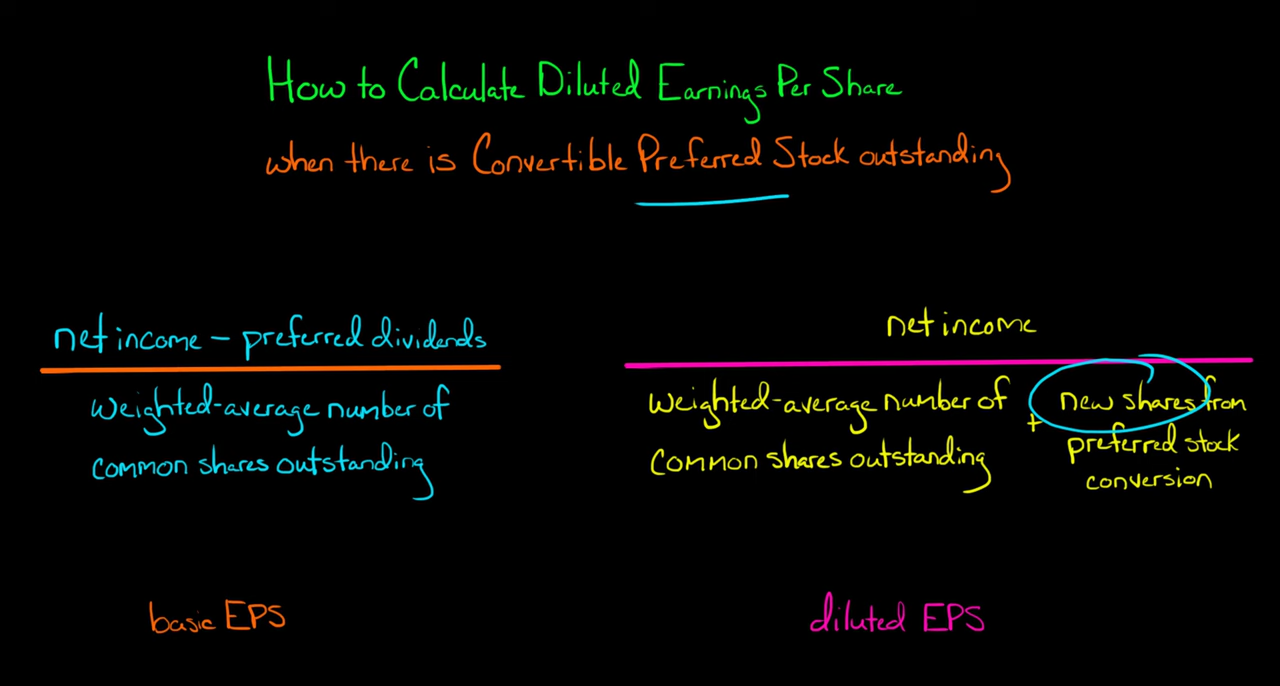 How to Calculate Diluted Earnings Per Share
when there is Convertible Preferred Stock outstanding
net income – preferred dividends
weighted-average number of
common shares outstanding
basic EPS
net income
weighted-average number of + new shares from
common shares outstanding preferred stock
conversion
diluted EPS